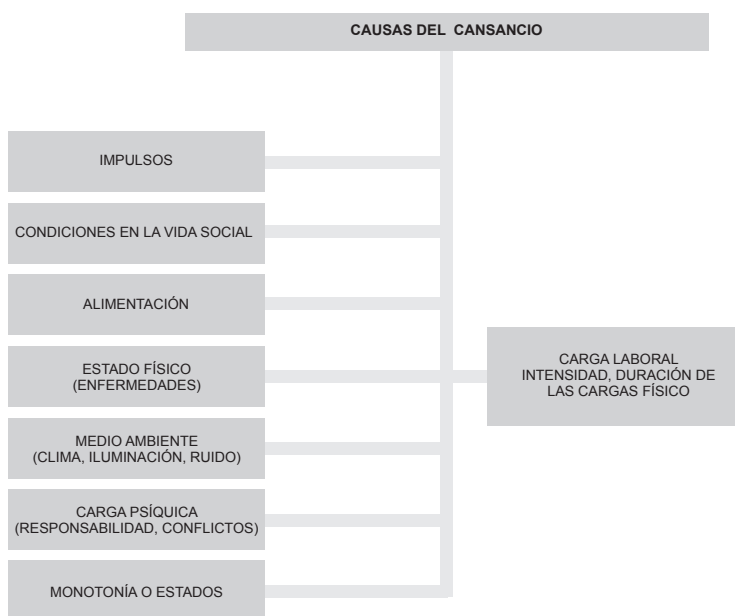 CAUSAS DEL CANSANCIO
IMPULSOS
CONDICIONES EN LA VIDA SOCIAL
ALIMENTACIÓN
ESTADO FÍSICO
(ENFERMEDADES)
CARGA LABORAL
INTENSIDAD, DURACIÓN DE
LAS CARGAS FÍSICO
MEDIO AMBIENTE
(CLIMA, ILUMINACIÓN, RUIDO)
CARGA PSÍQUICA
(RESPONSABILIDAD, CONFLICTOS)
MONOTONÍA O ESTADOS